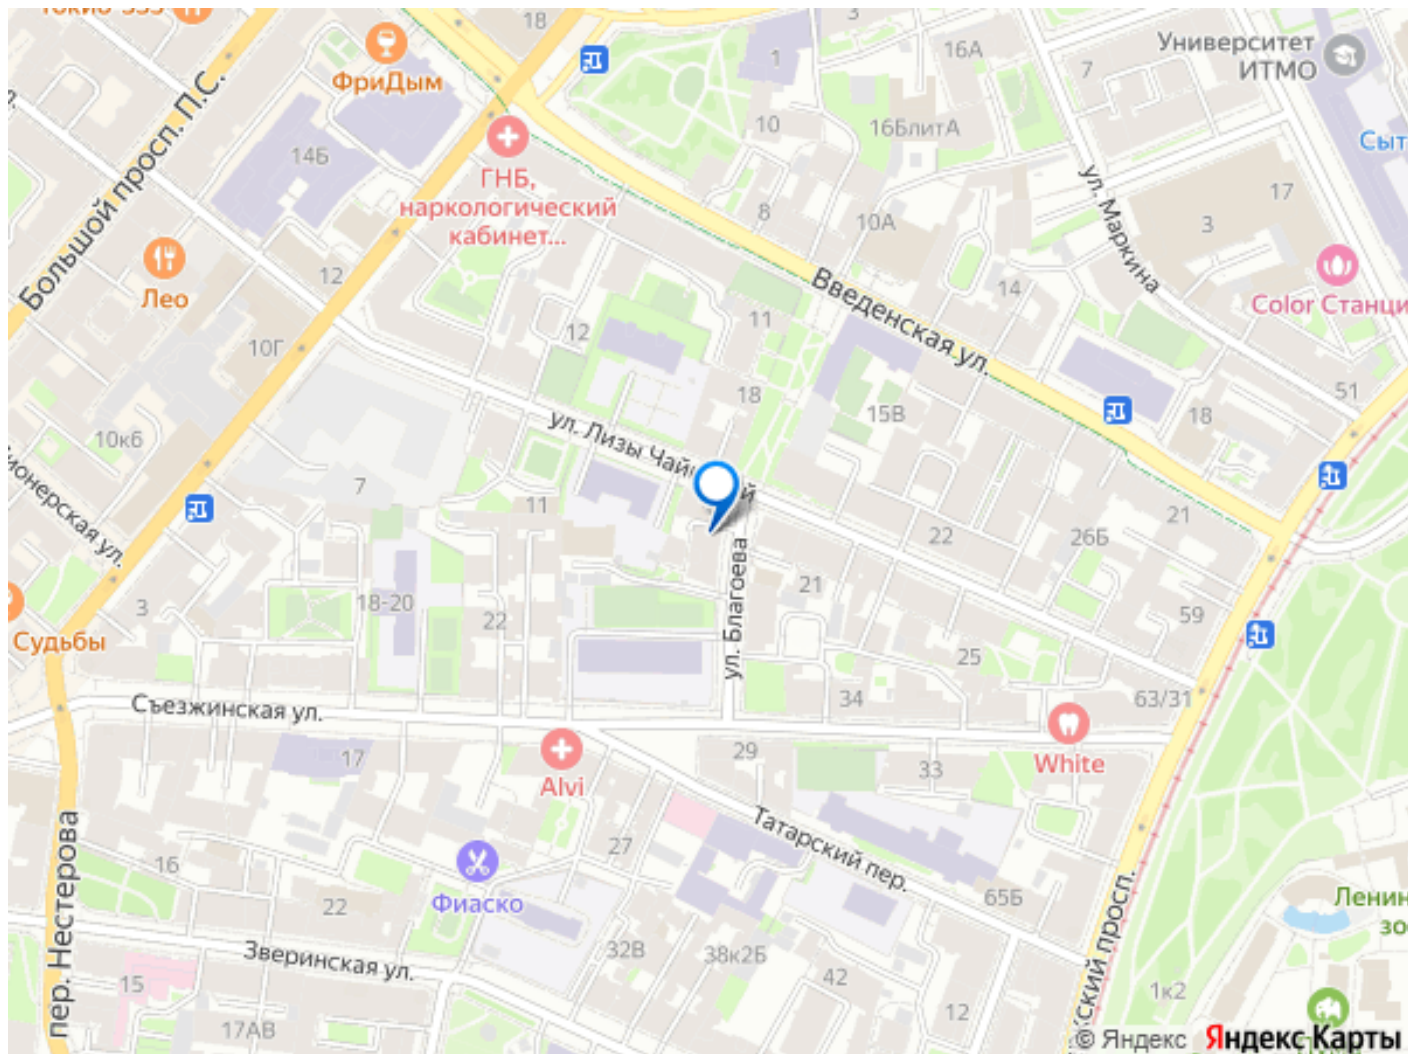 18
3
16А
Университет
ИТМО
ФриДым
1
7
10
16БлитА
Сыт
Большой просп. П.С.
14Б
ГНБ,
наркологический
кабинет...
ул. Маркина
17
8
10А
3
Лео
12
Введенская ул.
14
Color Станци
11
12
10Г
18
15В
51
18
10к6
ул. Лизы Чай
й
7
11
21
22
26Б
ул. Благоева
21
3
18-20
22
59
Судьбы
25
34
63/31
Съезжинская ул.
17
29
33
White
Alvi
Татарский пер.
27
16
пер. Нестерова
22
Фиаско
65Б
Ленин
зо
Зверинская ул.
32В
38к2Б
42
15
12
1к2
17АВ
ский просп.
© Яндекс Яндекс Карты